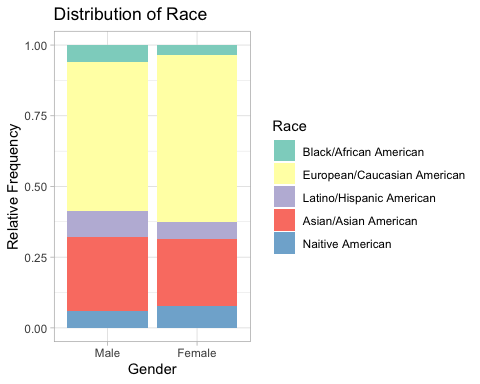 Distribution of Race
1.00
0.75
0.50
0.25
0.00
Relative Frequency
Male Female
Gender
Race
Black/African American
European/Caucasian American
Latino/Hispanic American
Asian/Asian American
Naitive American